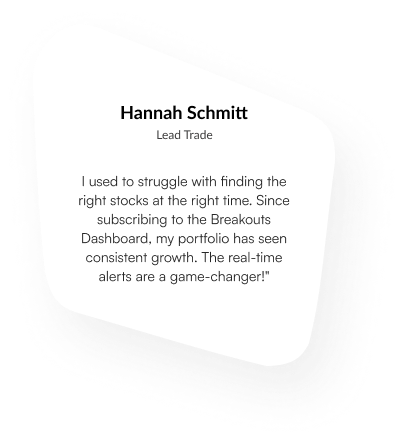 Hannah Schmitt
Lead Trade
I used to struggle with finding the
right stocks at the right time. Since
subscribing to the Breakouts
Dashboard, my portfolio has seen
consistent growth. The real-time
alerts are a game-changer!"